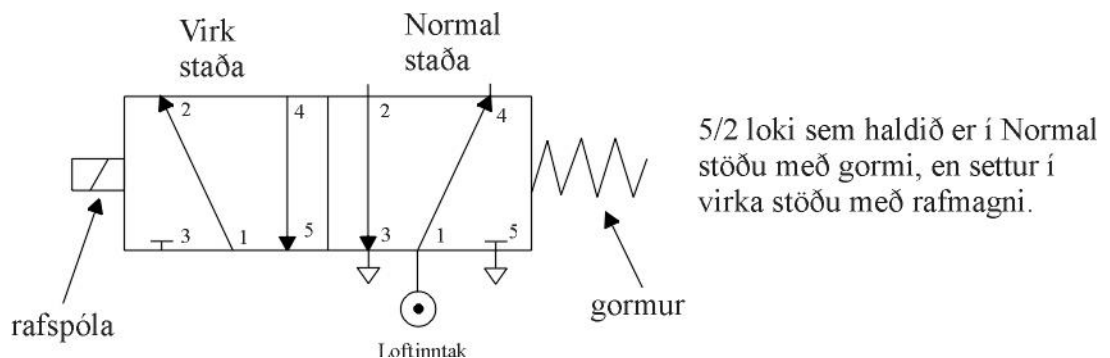 Virk
staða
Normal
staða
2
4
2
4
3
1
5
3
1
5
rafspóla
Loftinntak
gormur
5/2 loki sem haldið er í Normal
stöðu með gormi, en settur í
virka stöðu með rafmagni.